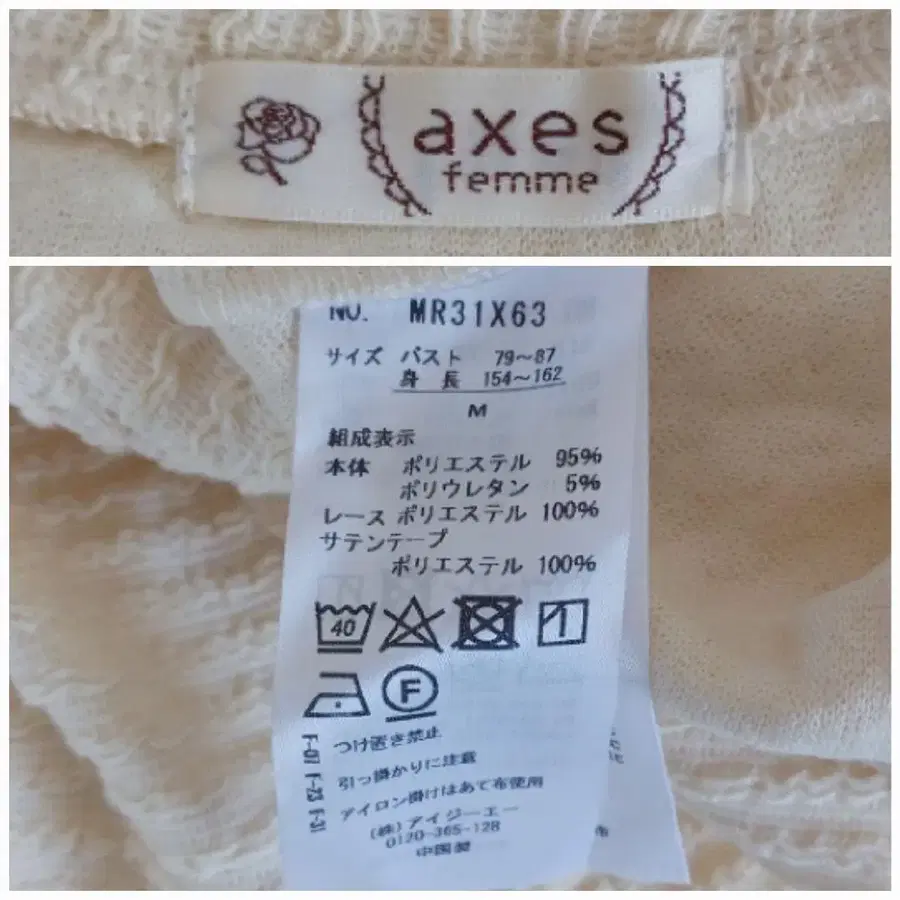 axes
femme
NO. MR31X63
サイズ バスト 79～87
身長 154～162
M
組成表示
本体 ポリエステル 95%
ポリウレタン 5%
レース ポリエステル 100%
サテンテープ
ポリエステル 100%
40
F
F-07 F-23 F-31
つけ置き禁止
引っ掛かりに注意
アイロン掛けはあて布使用
(株)アイジーエー
0120-365-128
中国製